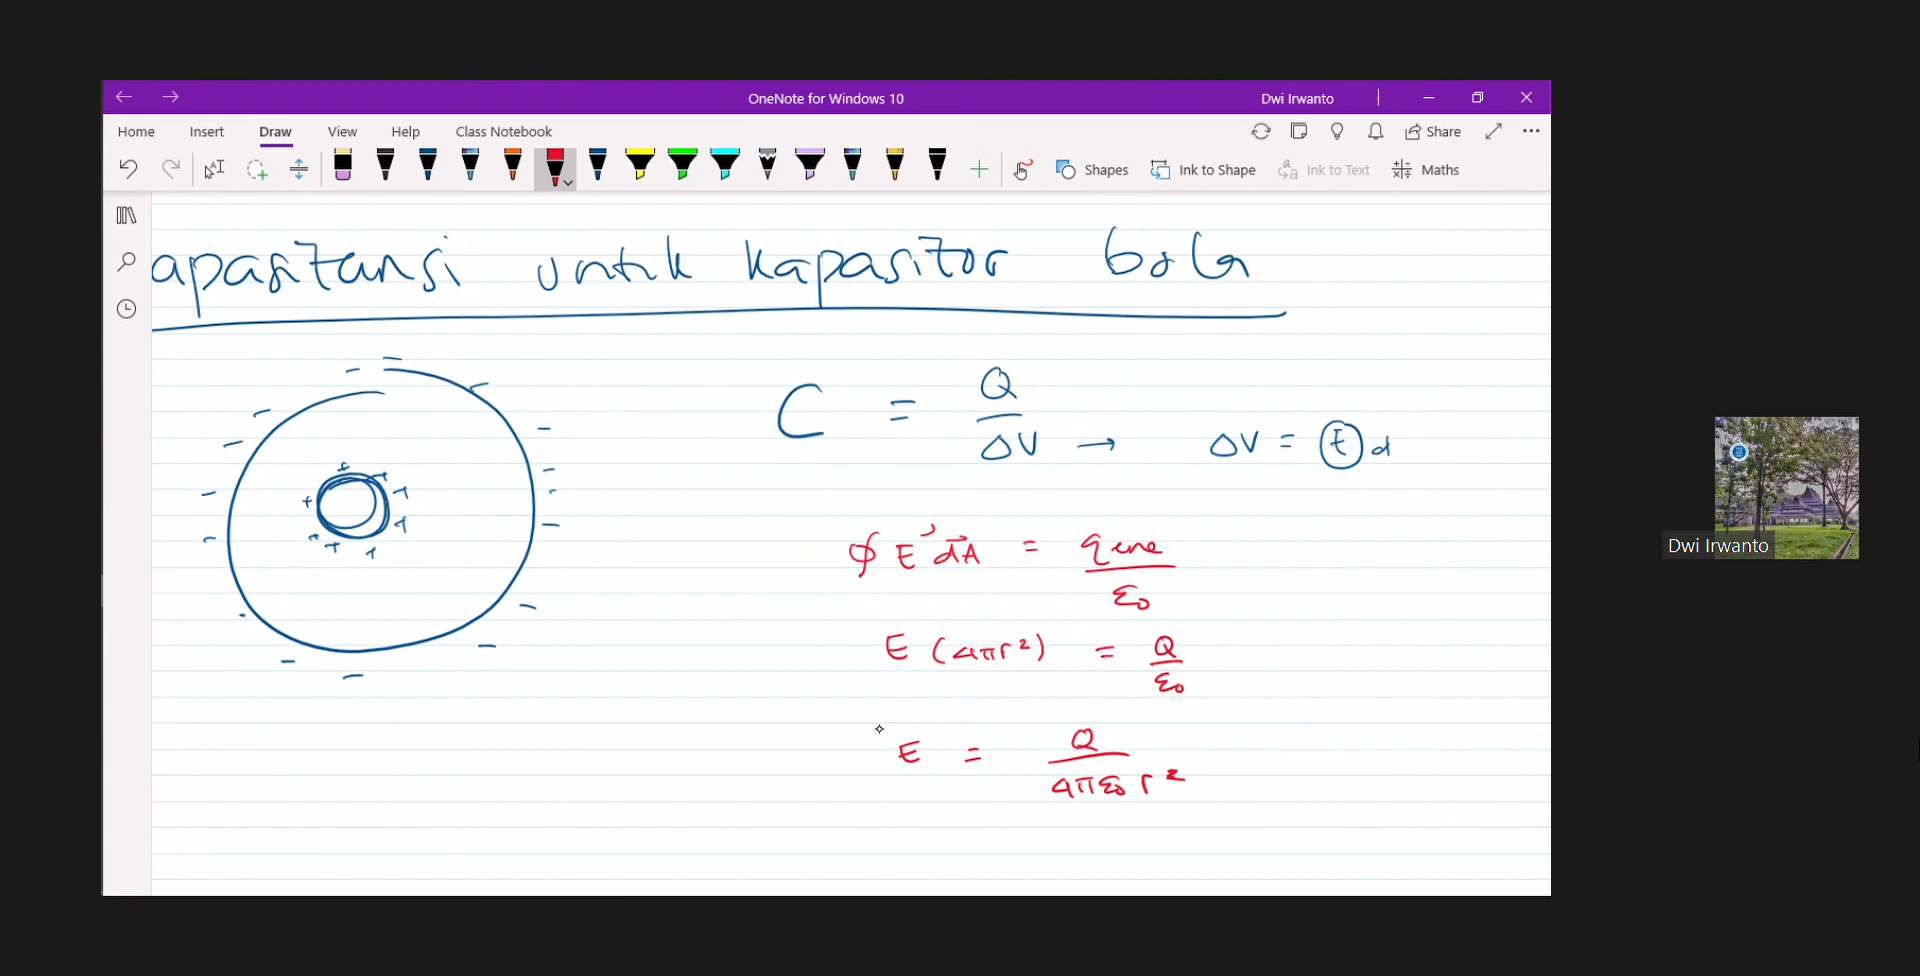 OneNote for Windows 10
Dwi Irwanto
Home Insert Draw View Help Class Notebook Share
Shapes Ink to Shape Ink to Text Maths
apasitansi untuk kapasitor bola
C = Q / ΔV → ΔV = E d
∮ E⃗ dA⃗ = q enc / ε₀
E (4πr²) = Q / ε₀
E = Q / 4πε₀ r²
Dwi Irwanto